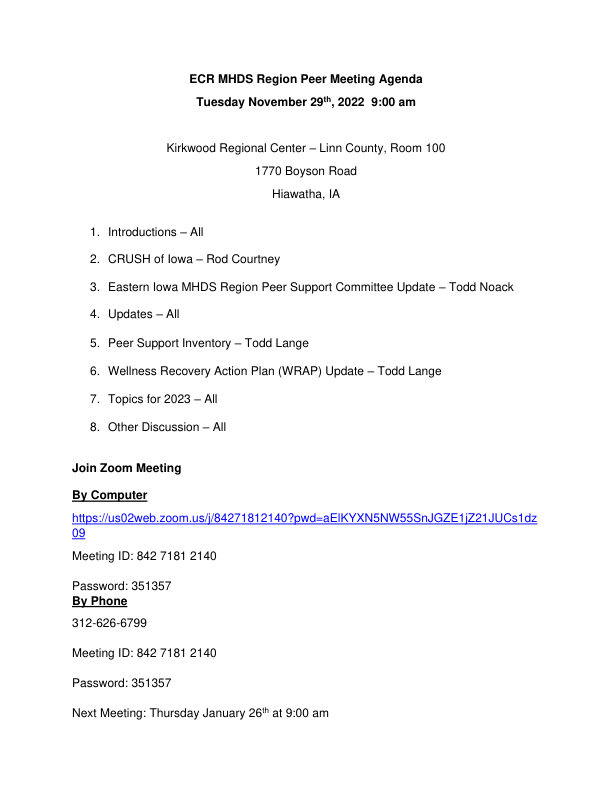 ECR MHDS Region Peer Meeting Agenda
Tuesday November 29th, 2022  9:00 am
Kirkwood Regional Center – Linn County, Room 100
1770 Boyson Road
Hiawatha, IA
1. Introductions – All
2. CRUSH of Iowa – Rod Courtney
3. Eastern Iowa MHDS Region Peer Support Committee Update – Todd Noack
4. Updates – All
5. Peer Support Inventory – Todd Lange
6. Wellness Recovery Action Plan (WRAP) Update – Todd Lange
7. Topics for 2023 – All
8. Other Discussion – All
Join Zoom Meeting
By Computer
https://us02web.zoom.us/j/84271812140?pwd=aElKYXN5NW55SnJGZE1jZ21JUCs1dz
09
Meeting ID: 842 7181 2140
Password: 351357
By Phone
312-626-6799
Meeting ID: 842 7181 2140
Password: 351357
Next Meeting: Thursday January 26th at 9:00 am